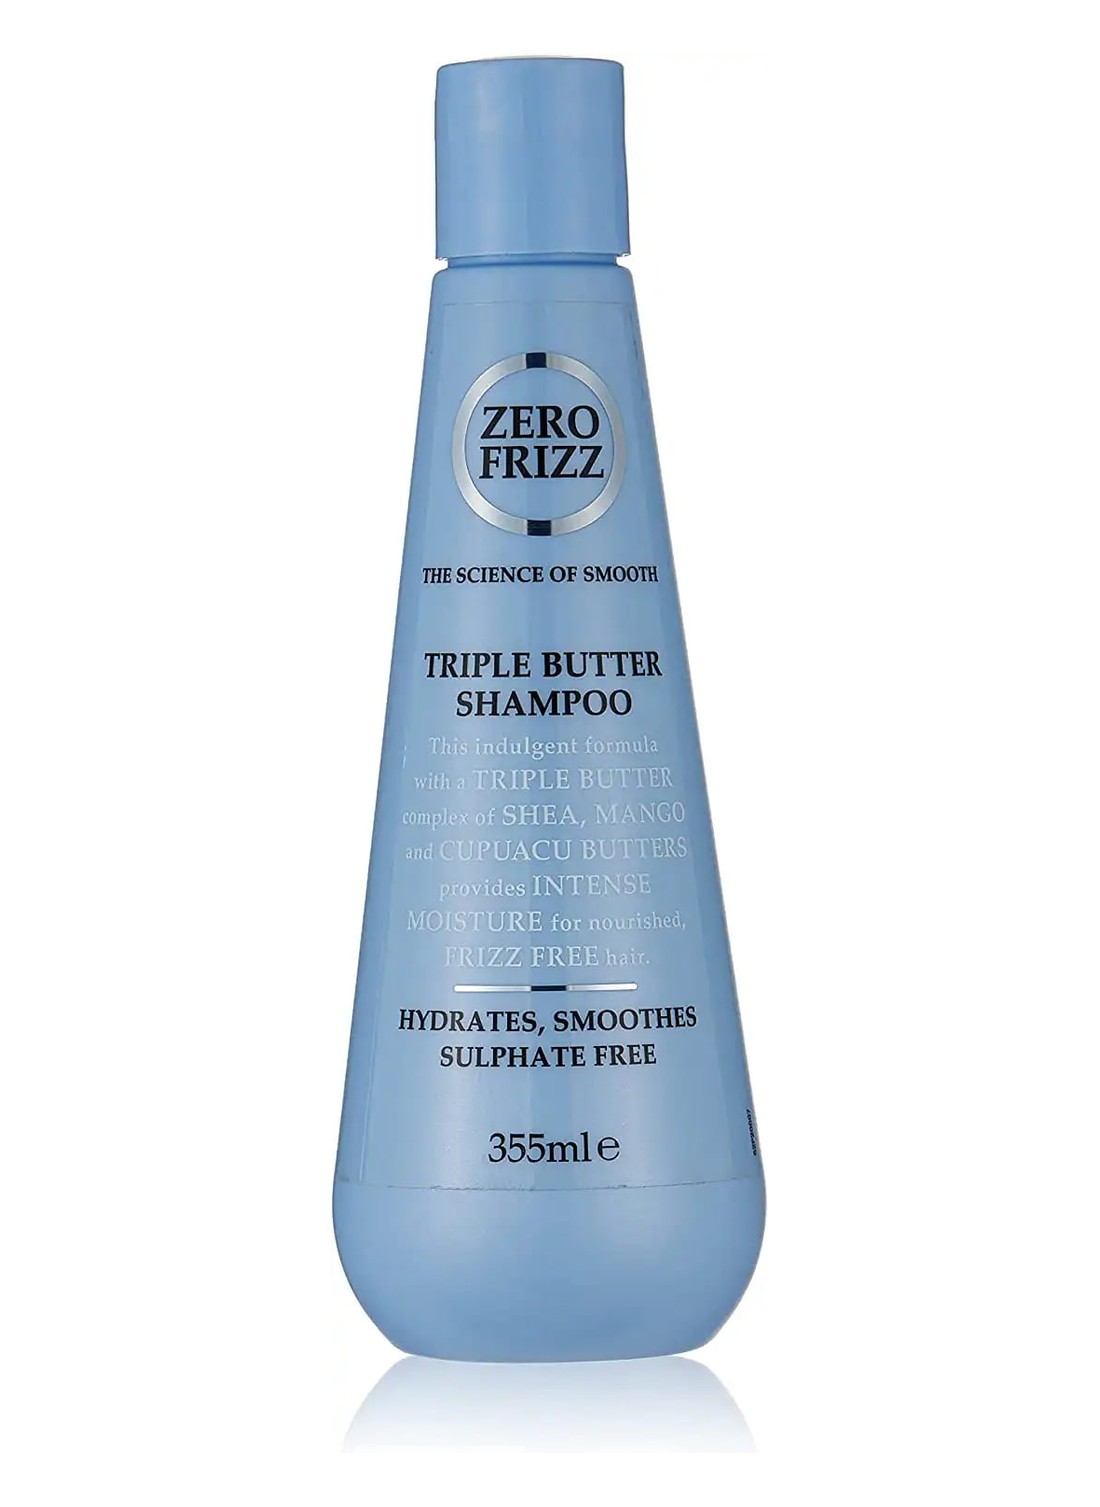 ZERO
FRIZZ
THE SCIENCE OF SMOOTH
TRIPLE BUTTER
SHAMPOO
This indulgent formula
with a TRIPLE BUTTER
complex of SHEA, MANGO
and CUPUACU BUTTERS
provides INTENSE
MOISTURE for nourished,
FRIZZ FREE hair.
HYDRATES, SMOOTHES
SULPHATE FREE
355ml℮